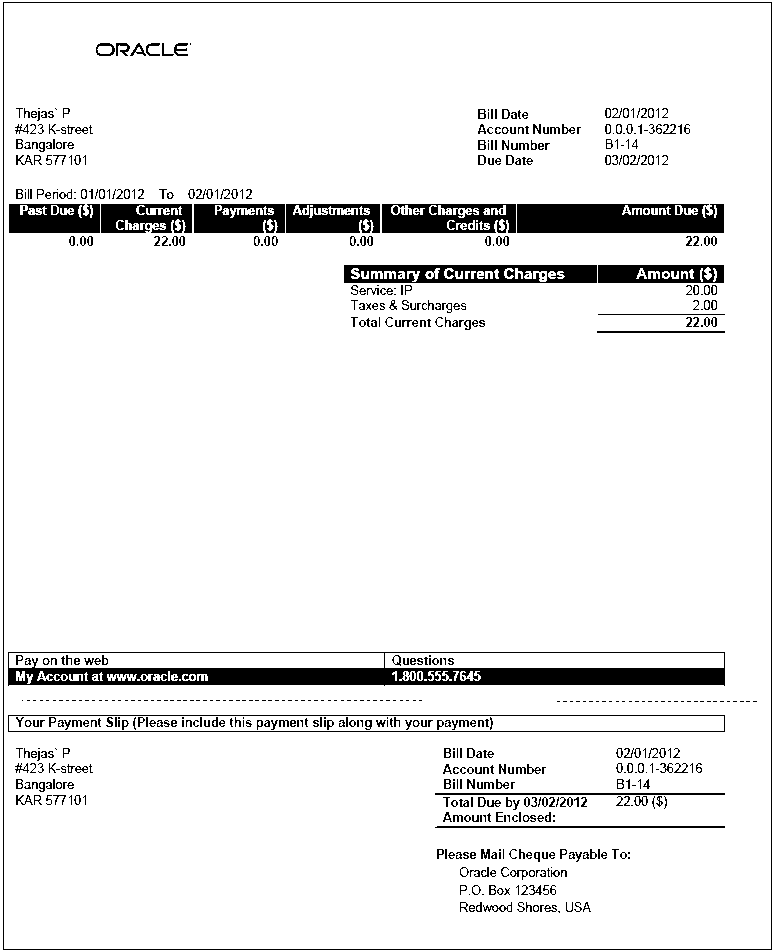 ORACLE
Thejas` P
#423 K-street
Bangalore
KAR 577101
Bill Date 02/01/2012
Account Number 0.0.0.1-362216
Bill Number B1-14
Due Date 03/02/2012
Bill Period: 01/01/2012 To 02/01/2012
Past Due ($) Current Charges ($) Payments ($) Adjustments ($) Other Charges and Credits ($) Amount Due ($)
0.00 22.00 0.00 0.00 0.00 22.00
Summary of Current Charges Amount ($)
Service: IP 20.00
Taxes & Surcharges 2.00
Total Current Charges 22.00
Pay on the web Questions
My Account at www.oracle.com 1.800.555.7645
Your Payment Slip (Please include this payment slip along with your payment)
Thejas` P
#423 K-street
Bangalore
KAR 577101
Bill Date 02/01/2012
Account Number 0.0.0.1-362216
Bill Number B1-14
Total Due by 03/02/2012 22.00 ($)
Amount Enclosed:
Please Mail Cheque Payable To:
Oracle Corporation
P.O. Box 123456
Redwood Shores, USA